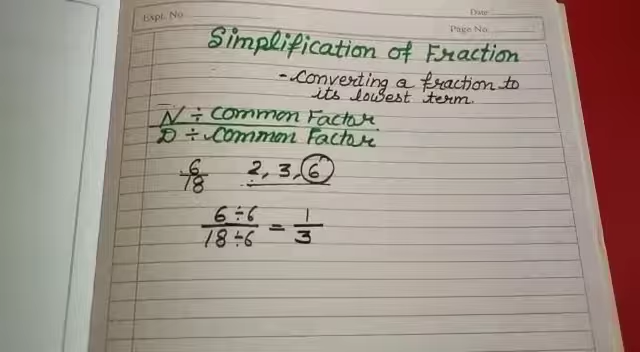 Expt. No.
Date
Page No.
Simplification of Fraction
- Converting a fraction to
its lowest term.
N ÷ Common Factor
D ÷ Common Factor
6/18 2, 3, 6
6÷6/18÷6 = 1/3